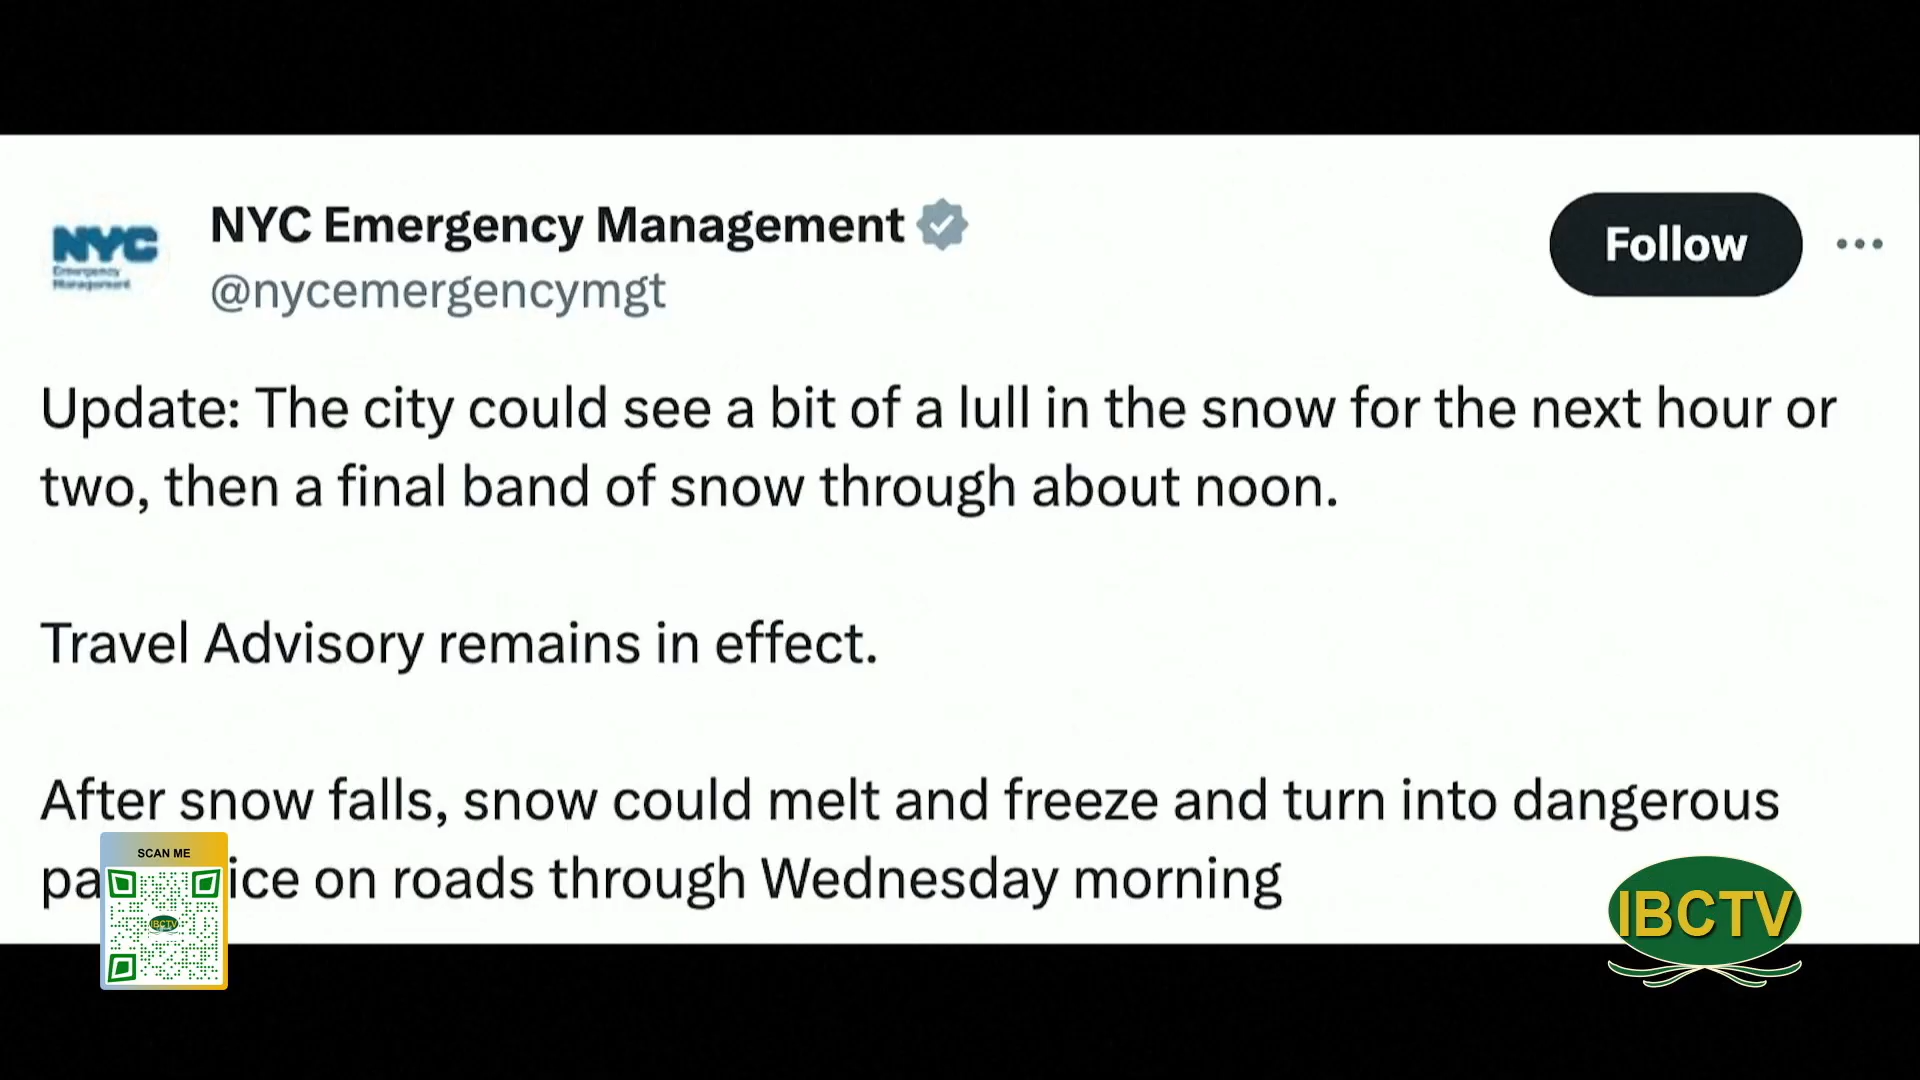 NYC Emergency Management
NYC
Emergency
Management
@nycemergencymgt
Follow
Update: The city could see a bit of a lull in the snow for the next hour or
two, then a final band of snow through about noon.
Travel Advisory remains in effect.
After snow falls, snow could melt and freeze and turn into dangerous
pa ice on roads through Wednesday morning
SCAN ME
IBCTV
IBCTV